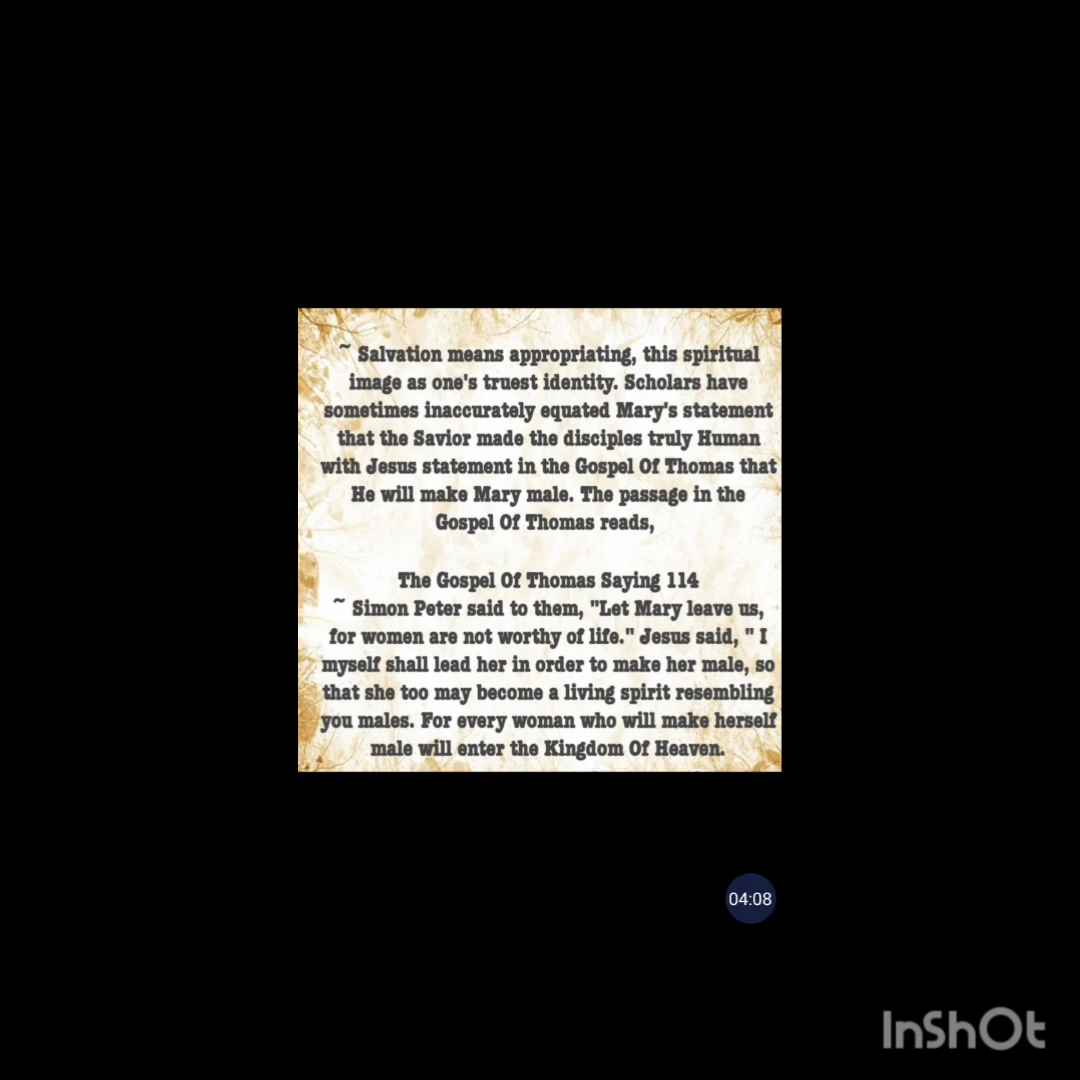 ~ Salvation means appropriating, this spiritual
image as one's truest identity. Scholars have
sometimes inaccurately equated Mary's statement
that the Savior made the disciples truly Human
with Jesus statement in the Gospel Of Thomas that
He will make Mary male. The passage in the
Gospel Of Thomas reads,
The Gospel Of Thomas Saying 114
~ Simon Peter said to them, "Let Mary leave us,
for women are not worthy of life." Jesus said, " I
myself shall lead her in order to make her male, so
that she too may become a living spirit resembling
you males. For every woman who will make herself
male will enter the Kingdom Of Heaven.
04:08
InShOt